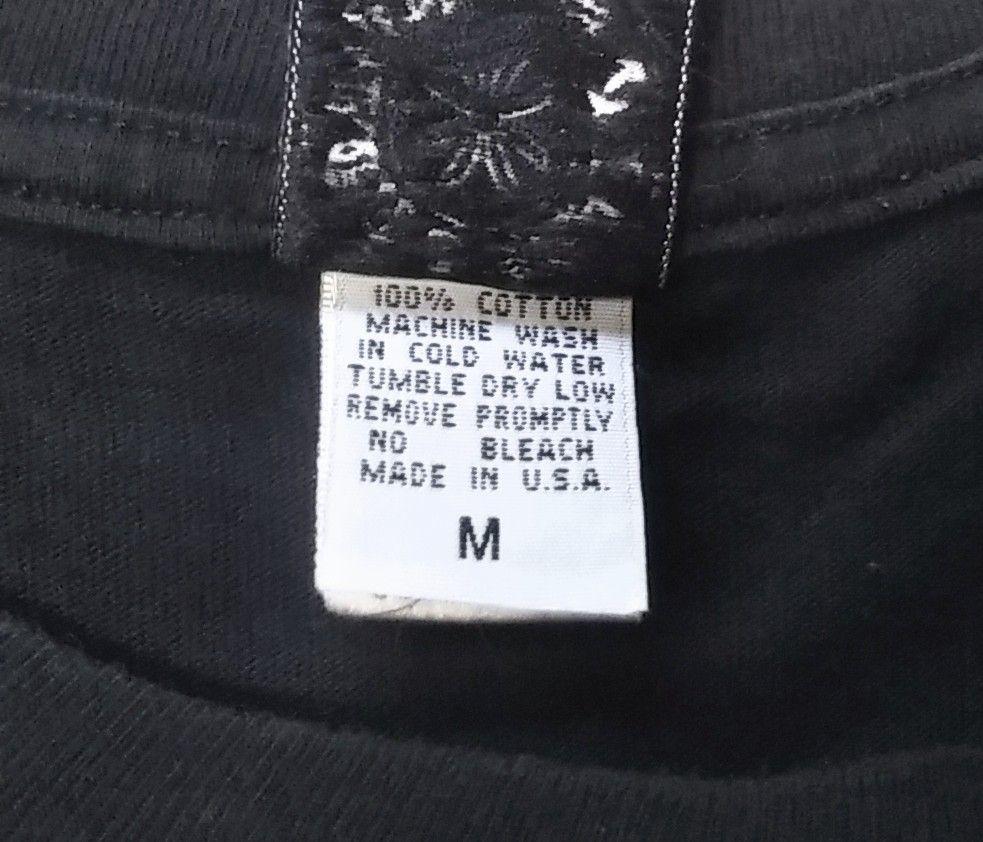 100% COTTON
MACHINE WASH
IN COLD WATER
TUMBLE DRY LOW
REMOVE PROMPTLY
NO BLEACH
MADE IN U.S.A.
M